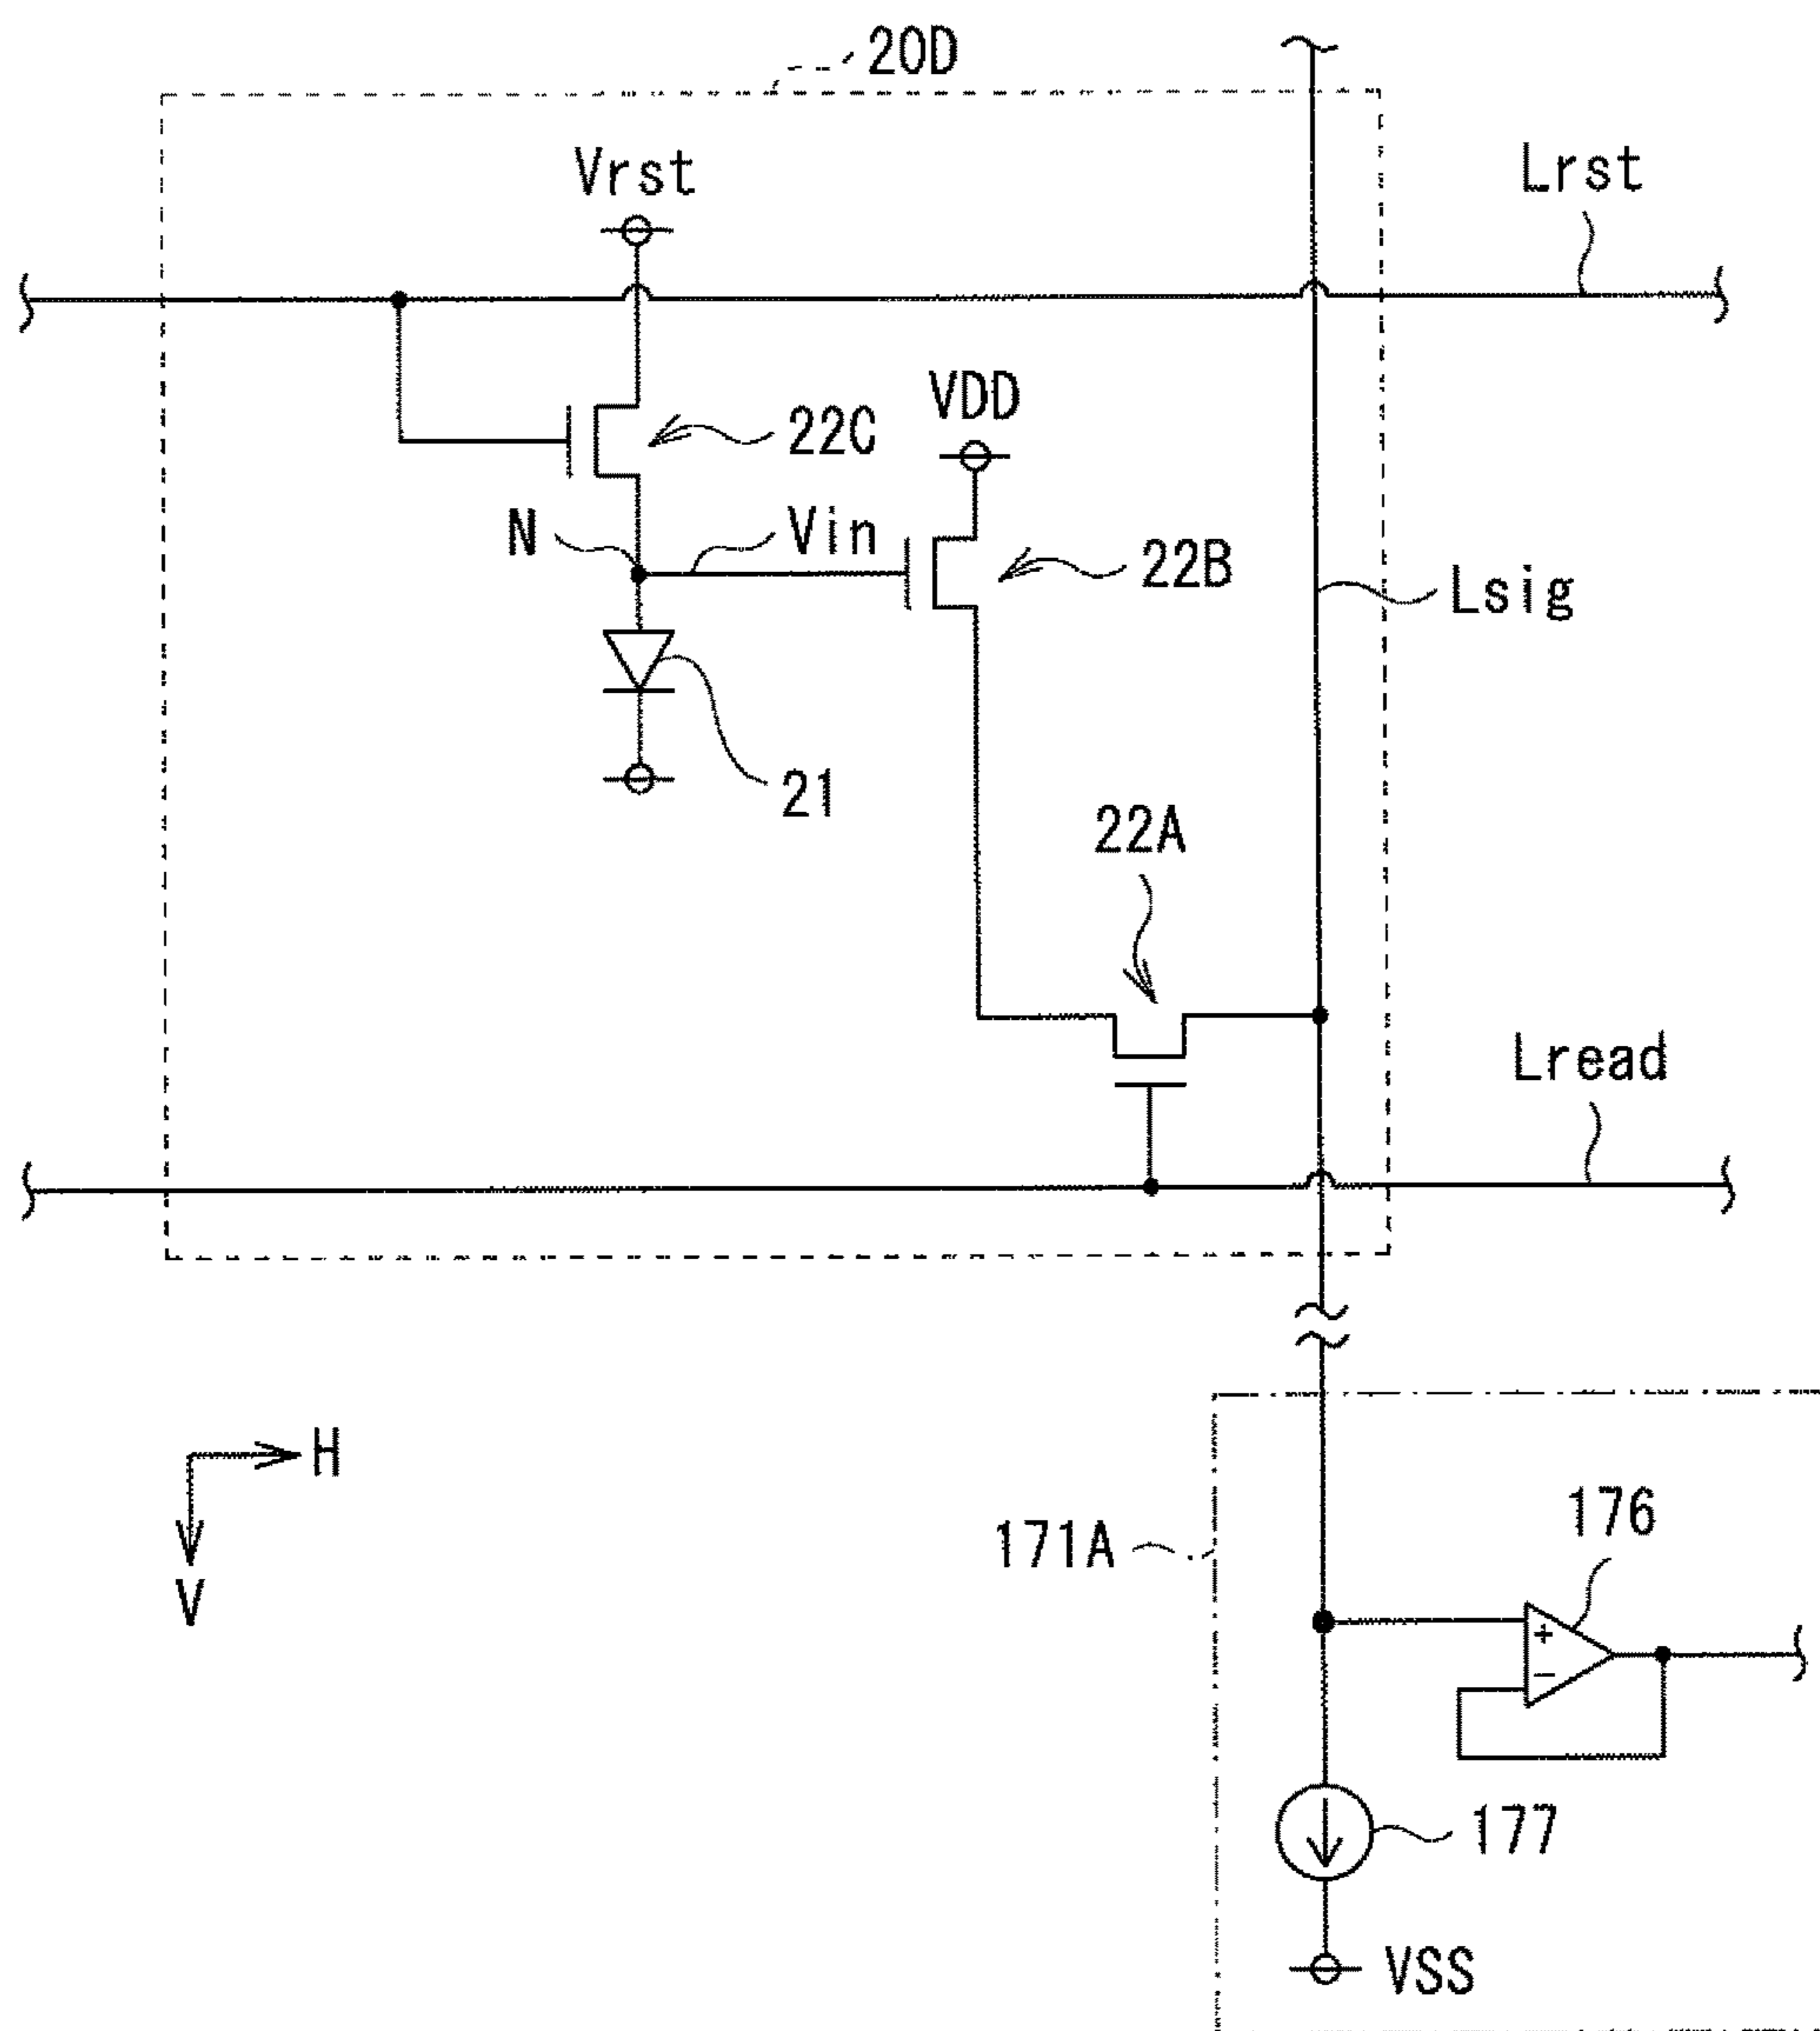 20D
Vrst
Lrst
VDD
22C
N
Vin
22B
Lsig
21
22A
Lread
H
V
171A
176
+
−
177
VSS